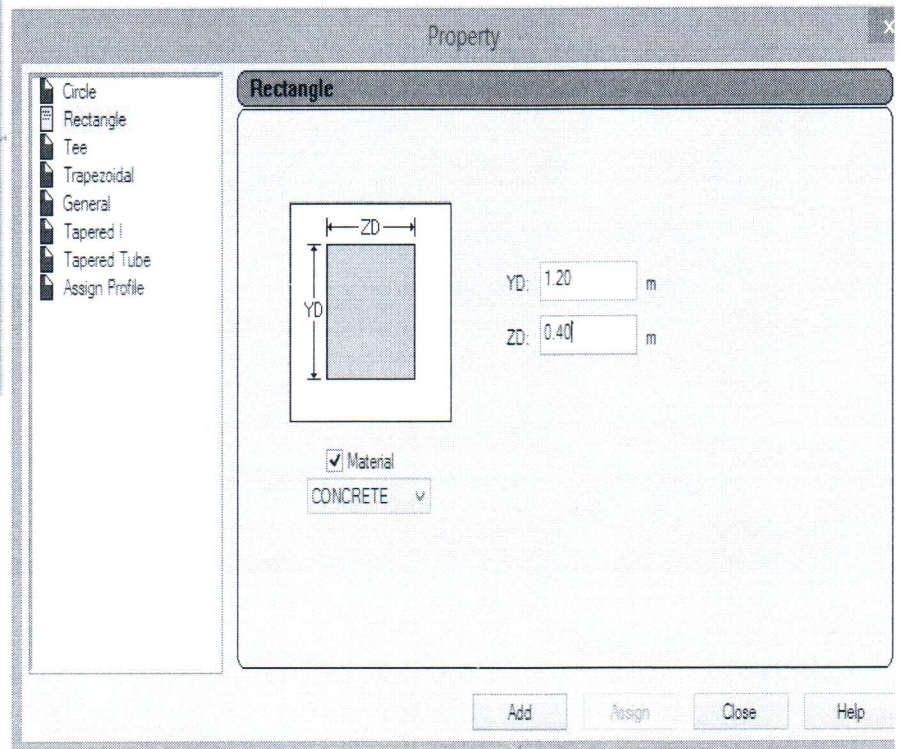 Property
x
Circle
Rectangle
Tee
Trapezoidal
General
Tapered I
Tapered Tube
Assign Profile
Rectangle
ZD
YD
YD: 1.20 m
ZD: 0.40 m
Material
CONCRETE
Add Assign Close Help